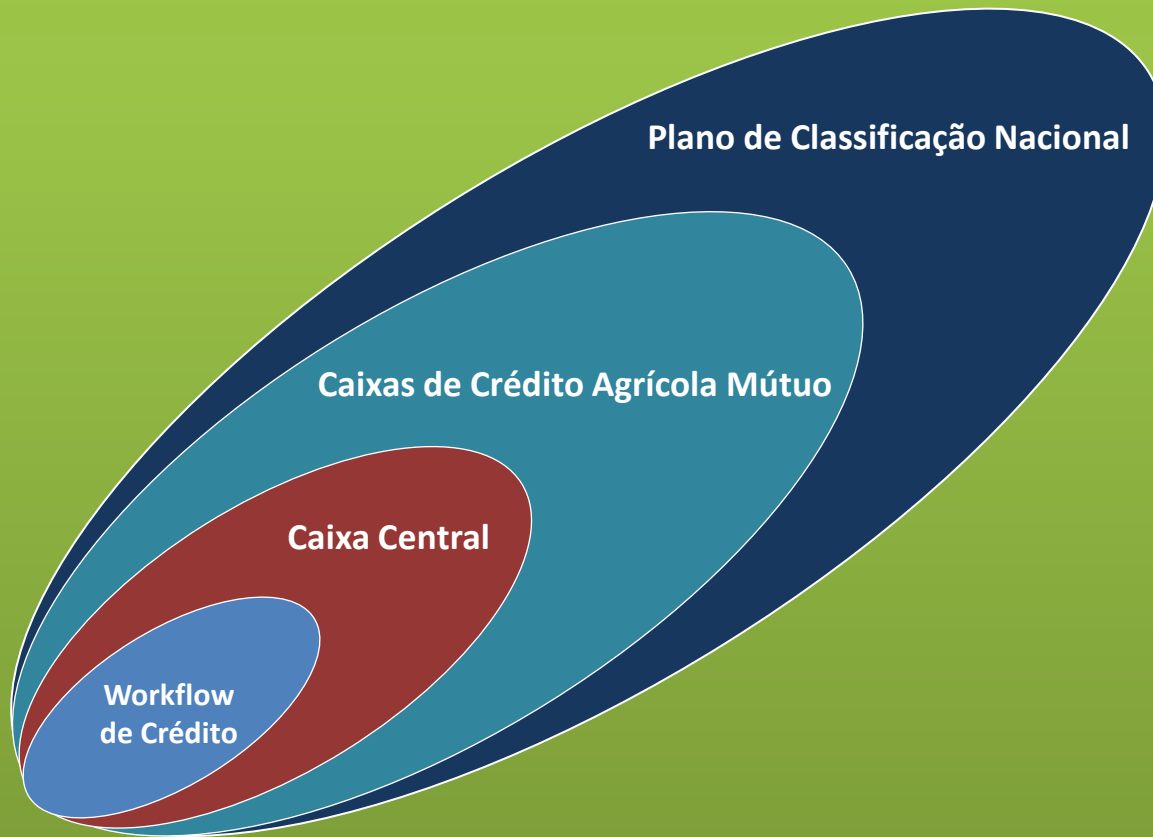 Plano de Classificação Nacional
Caixas de Crédito Agrícola Mútuo
Caixa Central
Workflow
de Crédito